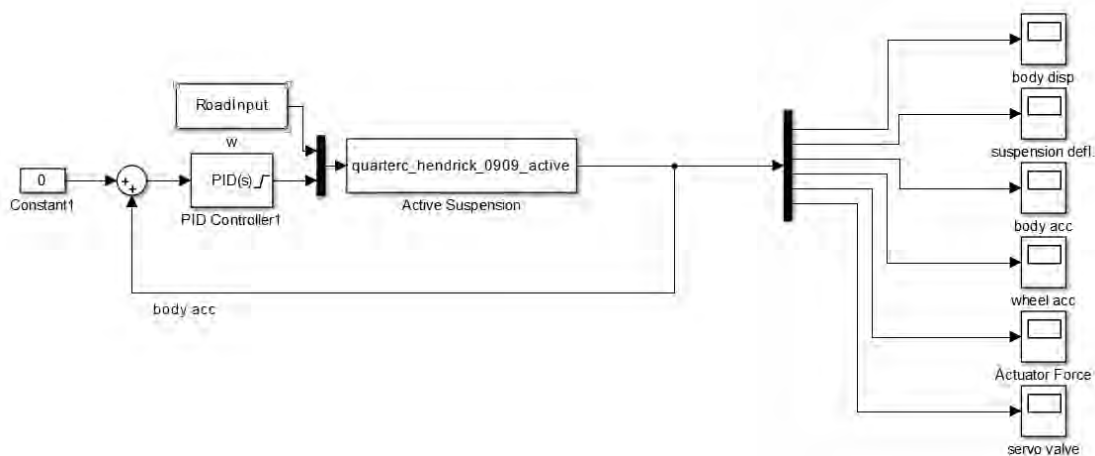 body disp
RoadInput
w
suspension defl.
0
++
PID(s)
quarterc_hendrick_0909_active
Constant1
PID Controller1
Active Suspension
body acc
body acc
wheel acc
Actuator Force
servo valve